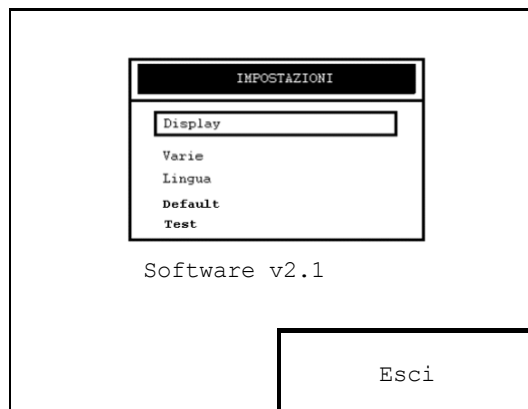 IMPOSTAZIONI
Display
Varie
Lingua
Default
Test
Software v2.1
Esci